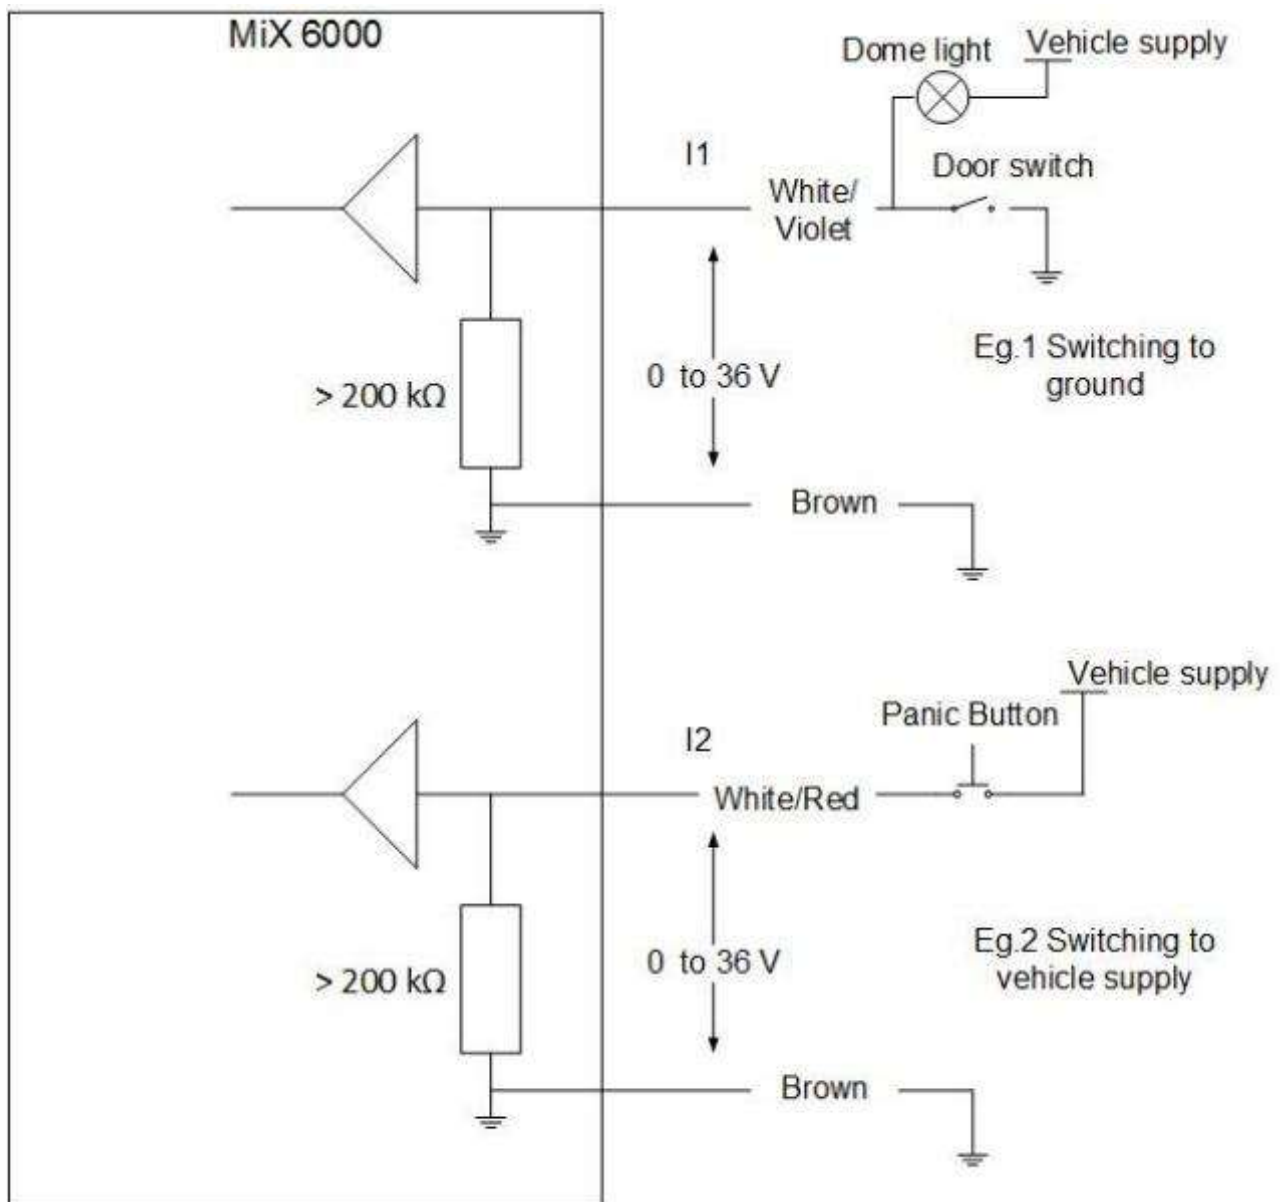 MiX 6000
Dome light
Vehicle supply
I1
White/
Violet
Door switch
> 200 kΩ
0 to 36 V
Eg.1 Switching to
ground
Brown
Vehicle supply
Panic Button
I2
White/Red
> 200 kΩ
0 to 36 V
Eg.2 Switching to
vehicle supply
Brown